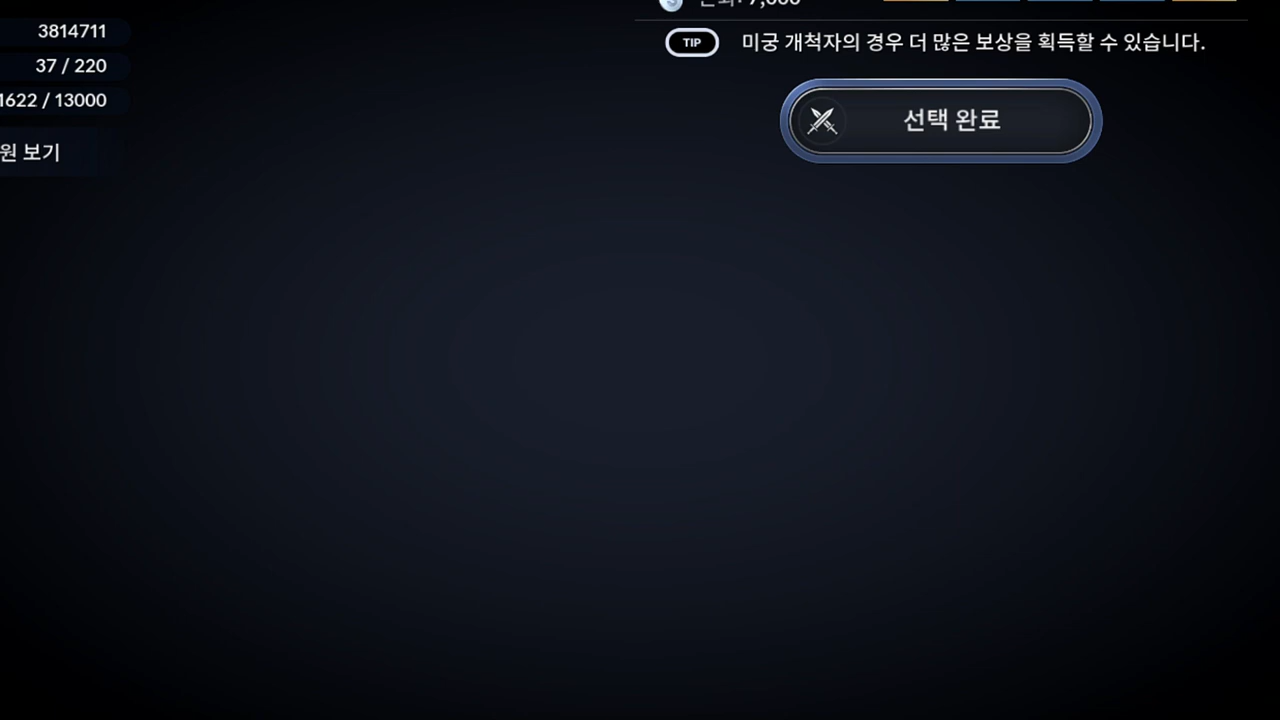 3814711
37 / 220
1622 / 13000
원 보기
TIP 미궁 개척자의 경우 더 많은 보상을 획득할 수 있습니다.
선택 완료